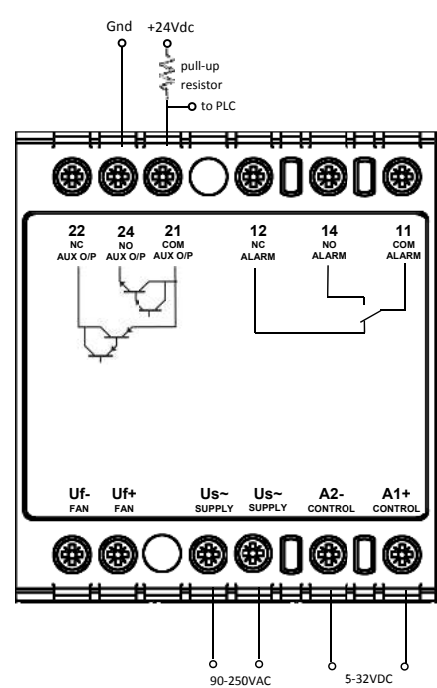 Gnd +24Vdc
pull-up
resistor
to PLC
22 24 21 12 14 11
NC NO COM NC NO COM
AUX O/P AUX O/P AUX O/P ALARM ALARM ALARM
Uf- Uf+ Us~ Us~ A2- A1+
FAN FAN SUPPLY SUPPLY CONTROL CONTROL
90-250VAC 5-32VDC